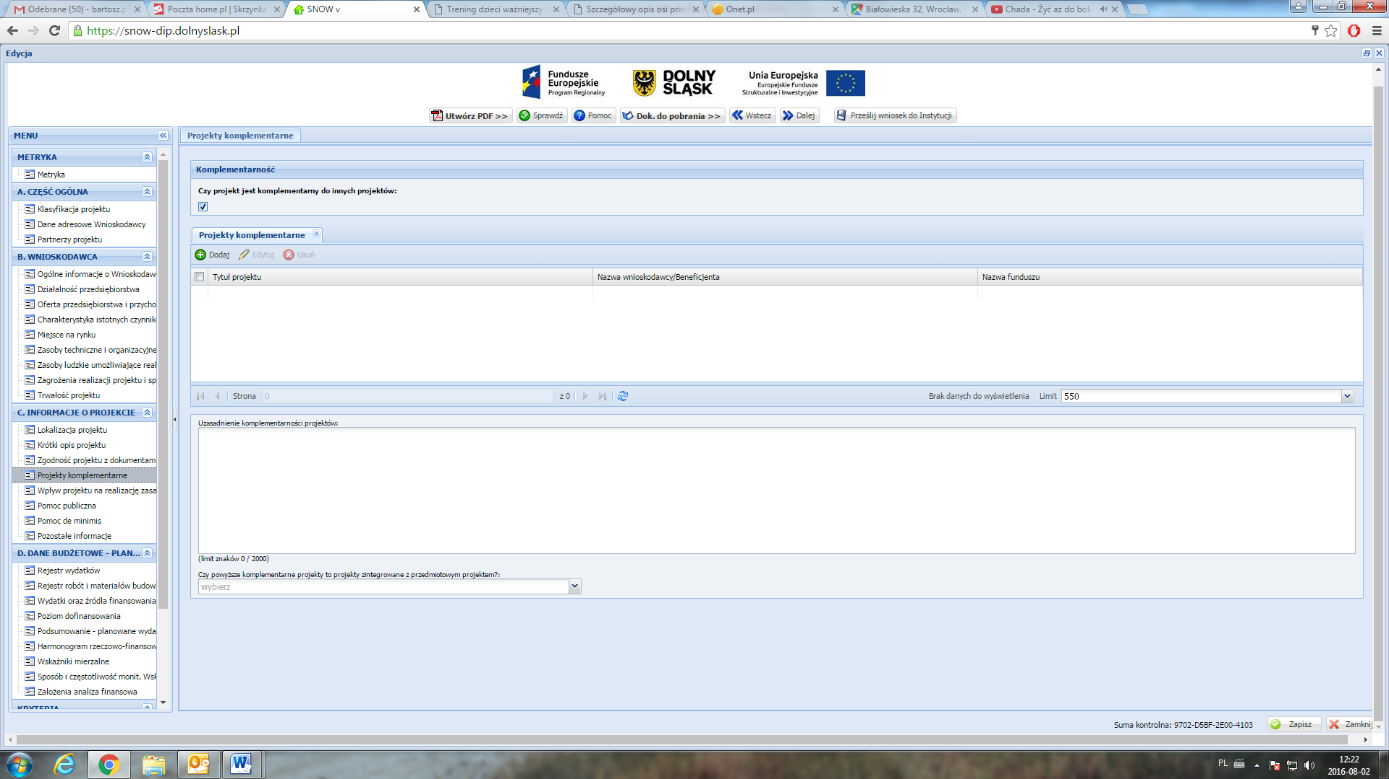 Odebrane (50) - bartosz.p
Poczta home.pl | Skrzynka
SNOW v
Trening dzieci ważniejszy
Szczegółowy opis osi prio
Onet.pl
Białowieska 32, Wrocław,
Chada - Żyć aż do bólu
https://snow-dip.dolnyslask.pl
Edycja
Fundusze
Europejskie
Program Regionalny
DOLNY
ŚLĄSK
Unia Europejska
Europejskie Fundusze
Strukturalne i Inwestycyjne
Utwórz PDF >>
Sprawdź
Pomoc
Dok. do pobrania >>
Wstecz
Dalej
Prześlij wniosek do Instytucji
MENU
METRYKA
Metryka
A. CZĘŚĆ OGÓLNA
Klasyfikacja projektu
Dane adresowe Wnioskodawcy
Partnerzy projektu
B. WNIOSKODAWCA
Ogólne informacje o Wnioskodaw
Działalność przedsiębiorstwa
Oferta przedsiębiorstwa i przycho
Charakterystyka istotnych czynnik
Miejsce na rynku
Zasoby techniczne i organizacyjne
Zasoby ludzkie umożliwiające real
Zagrożenia realizacji projektu i sp
Trwałość projektu
C. INFORMACJE O PROJEKCIE
Lokalizacja projektu
Krótki opis projektu
Zgodność projektu z dokumentam
Projekty komplementarne
Wpływ projektu na realizację zasa
Pomoc publiczna
Pomoc de minimis
Pozostałe informacje
D. DANE BUDŻETOWE - PLAN...
Rejestr wydatków
Rejestr robót i materiałów budow
Wydatki oraz źródła finansowania
Poziom dofinansowania
Podsumowanie - planowane wyda
Harmonogram rzeczowo-finansow
Wskaźniki mierzalne
Sposób i częstotliwość monit. Wsk
Założenia analiza finansowa
KRYTERIA
Projekty komplementarne
Komplementarność
Czy projekt jest komplementarny do innych projektów:
Projekty komplementarne
Dodaj
Edytuj
Usuń
Tytuł projektu
Nazwa wnioskodawcy/Beneficjenta
Nazwa funduszu
Strona 0 z 0
Brak danych do wyświetlenia
Limit 550
Uzasadnienie komplementarności projektów:
(limit znaków 0 / 2000)
Czy powyższe komplementarne projekty to projekty zintegrowane z przedmiotowym projektem?:
wybierz
Suma kontrolna: 9702-D5BF-2E00-4103
Zapisz
Zamknij
PL
12:22
2016-08-02